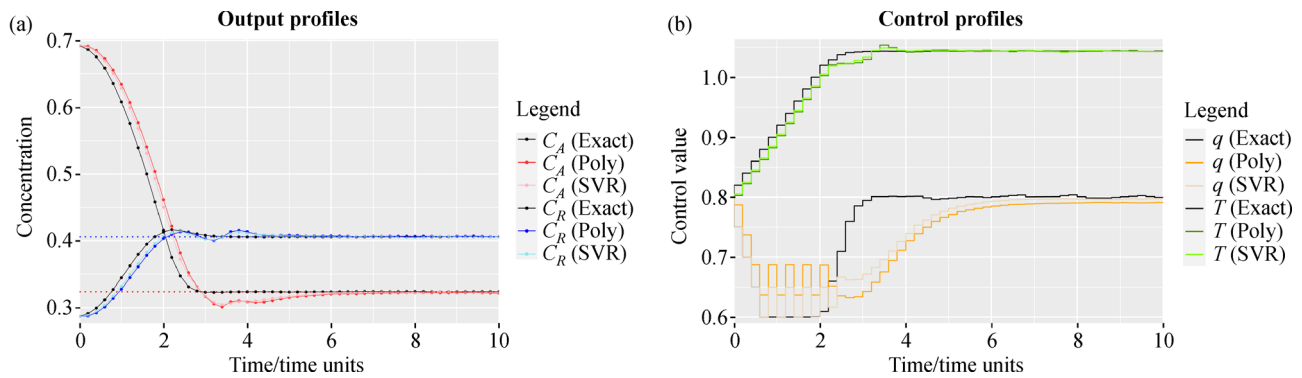 (a)
Output profiles
0.7
0.6
0.5
0.4
0.3
Concentration
0 2 4 6 8 10
Time/time units
Legend
C_A (Exact)
C_A (Poly)
C_A (SVR)
C_R (Exact)
C_R (Poly)
C_R (SVR)
(b)
Control profiles
1.0
0.9
0.8
0.7
0.6
Control value
0 2 4 6 8 10
Time/time units
Legend
q (Exact)
q (Poly)
q (SVR)
T (Exact)
T (Poly)
T (SVR)